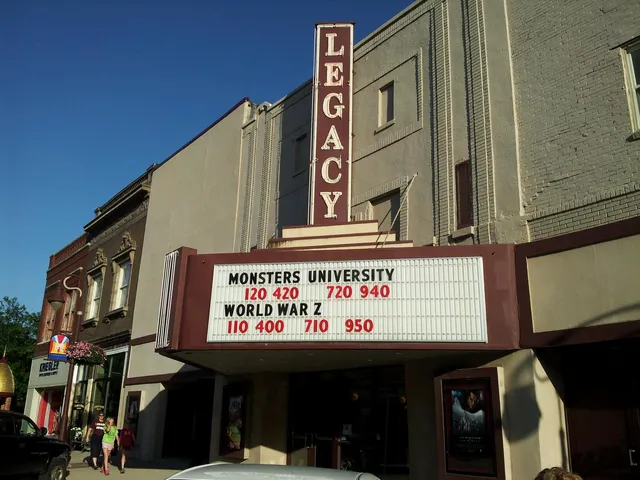 LEGACY
MONSTERS UNIVERSITY
120 420 720 940
WORLD WAR Z
110 400 710 950